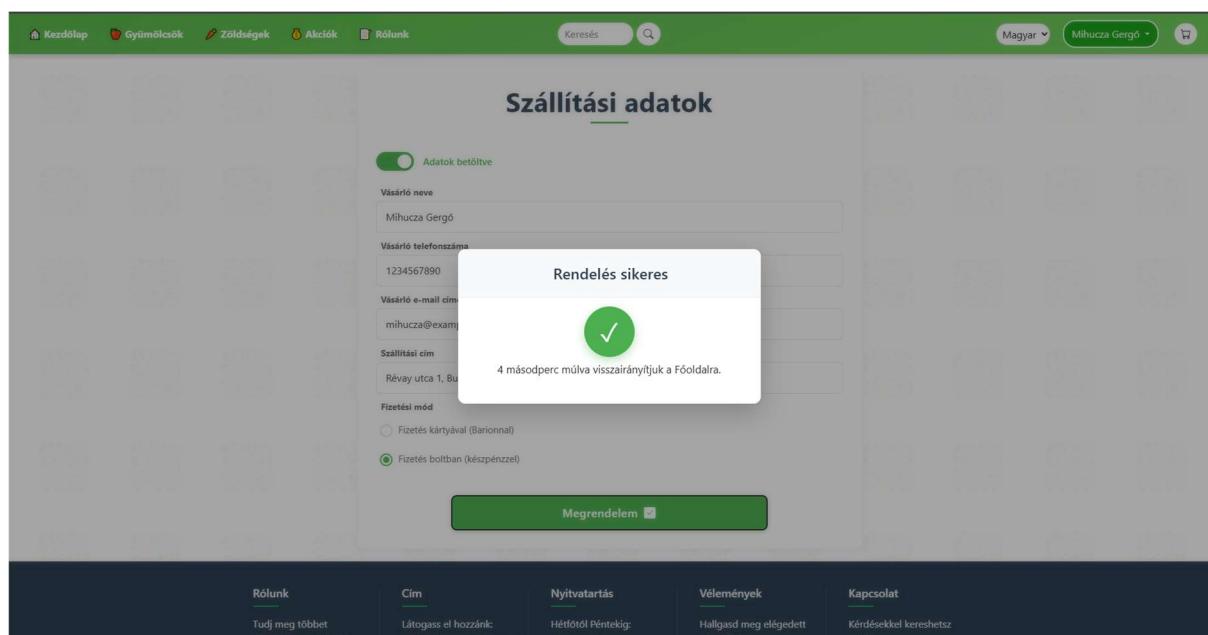 Kezdőlap Gyümölcsök Zöldségek Akciók Rólunk Keresés Magyar Mihucza Gergő
Szállítási adatok
Adatok betöltve
Vásárló neve
Mihucza Gergő
Vásárló telefonszáma
1234567890
Vásárló e-mail
mihucza@examp
Szállítási cím
Révay utca 1, Bu
Fizetési mód
Fizetés kártyával (Barionnal)
Fizetés boltban (készpénzzel)
Megrendelem
Rendelés sikeres
4 másodperc múlva visszairányítjuk a Főoldalra.
Rólunk Cím Nyitvatartás Vélemények Kapcsolat
Tudj meg többet Látogass el hozzánk: Hétfőtől Péntekig: Hallgasd meg elégedett Kérdésekkel kereshetsz